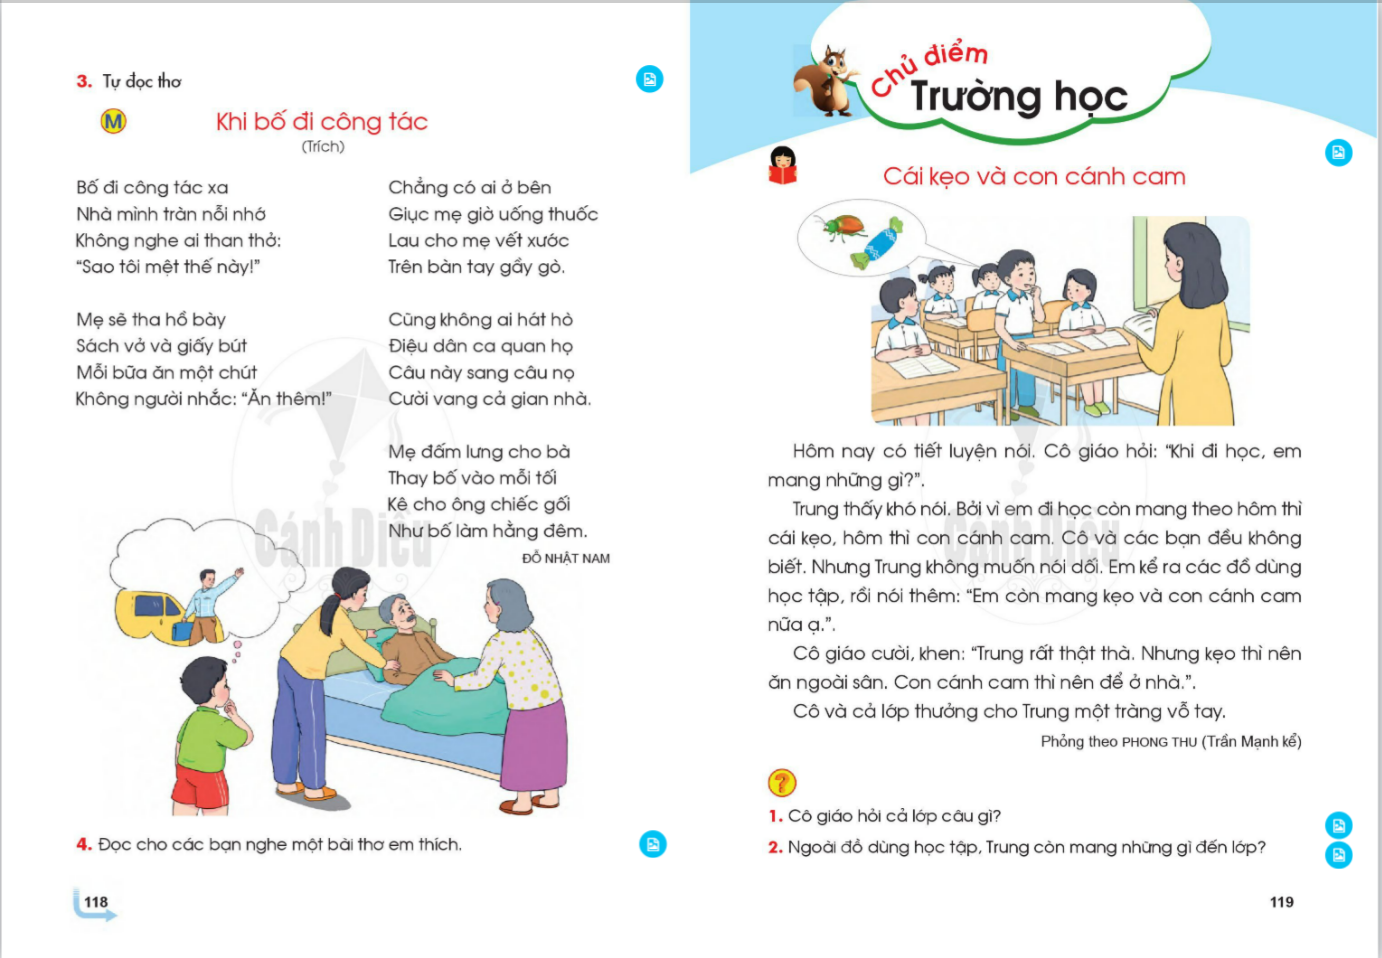 3. Tự đọc thơ
M
Khi bố đi công tác
(Trích)
Bố đi công tác xa
Nhà mình tràn nỗi nhớ
Không nghe ai than thở:
“Sao tôi mệt thế này!”
Mẹ sẽ tha hồ bày
Sách vở và giấy bút
Mỗi bữa ăn một chút
Không người nhắc: “Ăn thêm!”
Chẳng có ai ở bên
Giục mẹ giờ uống thuốc
Lau cho mẹ vết xước
Trên bàn tay gầy gò.
Cũng không ai hát hò
Điệu dân ca quan họ
Câu này sang câu nọ
Cười vang cả gian nhà.
Mẹ đấm lưng cho bà
Thay bố vào mỗi tối
Kê cho ông chiếc gối
Như bố làm hằng đêm.
ĐỖ NHẬT NAM
Cánh Diều
4. Đọc cho các bạn nghe một bài thơ em thích.
118
Chủ điểm
Trường học
Cái kẹo và con cánh cam
Hôm nay có tiết luyện nói. Cô giáo hỏi: “Khi đi học, em
mang những gì?”.
Trung thấy khó nói. Bởi vì em đi học còn mang theo hôm thì
cái kẹo, hôm thì con cánh cam. Cô và các bạn đều không
biết. Nhưng Trung không muốn nói dối. Em kể ra các đồ dùng
học tập, rồi nói thêm: “Em còn mang kẹo và con cánh cam
nữa ạ.”.
Cô giáo cười, khen: “Trung rất thật thà. Nhưng kẹo thì nên
ăn ngoài sân. Con cánh cam thì nên để ở nhà.”.
Cô và cả lớp thưởng cho Trung một tràng vỗ tay.
Phỏng theo PHONG THU (Trần Mạnh kể)
Cánh Diều
?
1. Cô giáo hỏi cả lớp câu gì?
2. Ngoài đồ dùng học tập, Trung còn mang những gì đến lớp?
119